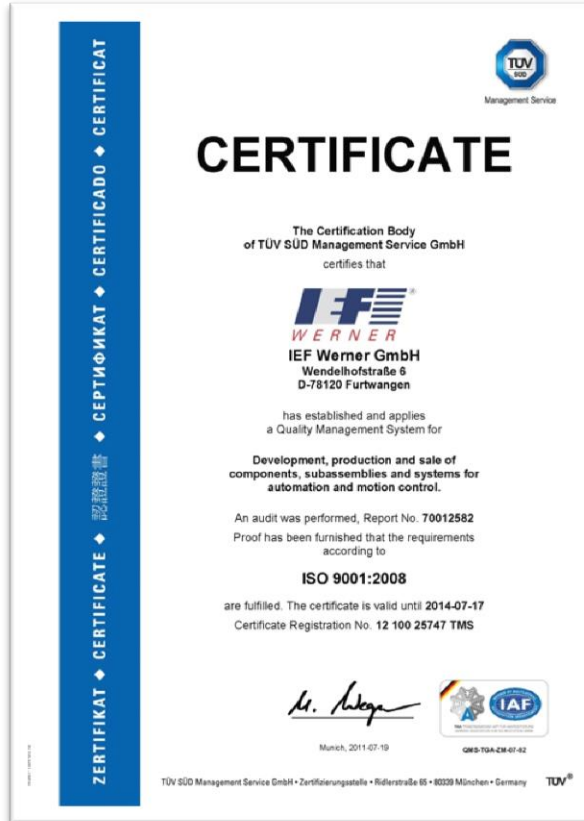 TÜV
SÜD
Management Service
CERTIFICATE
The Certification Body
of TÜV SÜD Management Service GmbH
certifies that
IEF®
WERNER
IEF Werner GmbH
Wendelhofstraße 6
D-78120 Furtwangen
has established and applies
a Quality Management System for
Development, production and sale of
components, subassemblies and systems for
automation and motion control.
An audit was performed, Report No. 70012582
Proof has been furnished that the requirements
according to
ISO 9001:2008
are fulfilled. The certificate is valid until 2014-07-17
Certificate Registration No. 12 100 25747 TMS
Munich, 2011-07-19
IAF
QMS-TGA-ZM-07-92
TÜV SÜD Management Service GmbH • Zertifizierungsstelle • Ridlerstraße 65 • 80339 München • Germany
TÜV®
ZERTIFIKAT ◆ CERTIFICATE ◆ 認證證書 ◆ СЕРТИФИКАТ ◆ CERTIFICADO ◆ CERTIFICAT